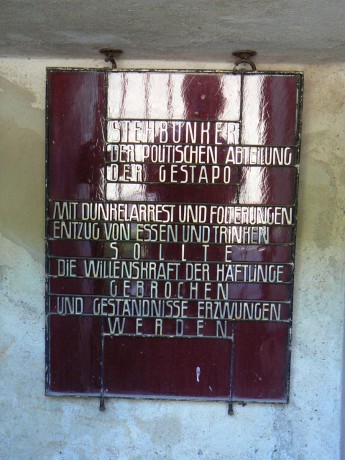 STEHBUNKER
DER POLITISCHEN ABTEILUNG
DER GESTAPO
MIT DUNKELARREST UND FOLTERUNGEN
ENTZUG VON ESSEN UND TRINKEN
SOLLTE
DIE WILLENSKRAFT DER HÄFTLINGE
GEBROCHEN
UND GESTÄNDNISSE ERZWUNGEN
WERDEN